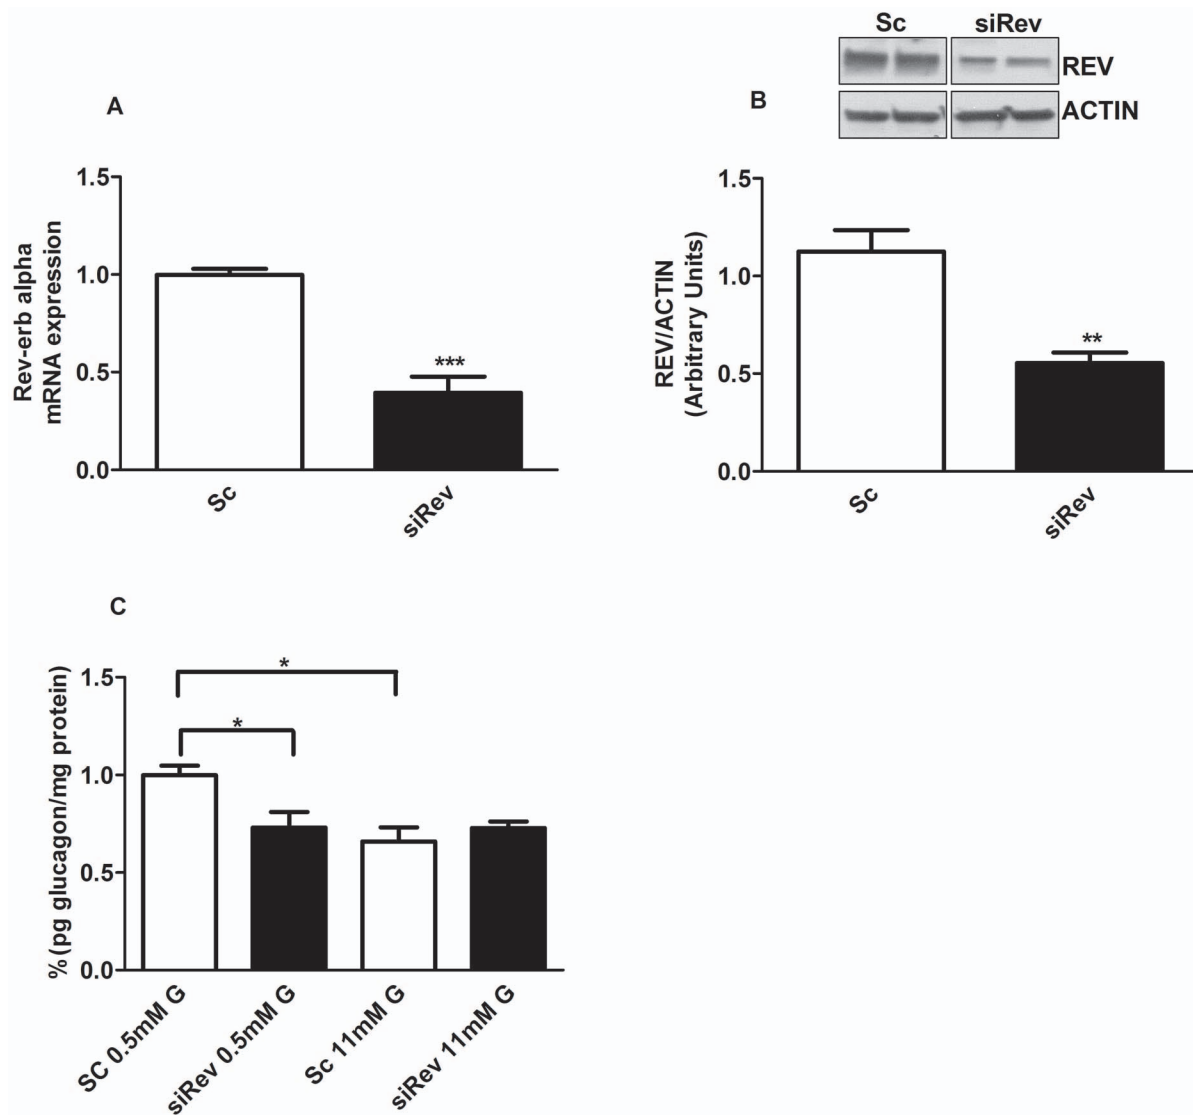 Sc siRev
REV
ACTIN
A
B
1.5
1.0
0.5
0.0
Rev-erb alpha
mRNA expression
***
Sc
siRev
1.5
1.0
0.5
0.0
REV/ACTIN
(Arbitrary Units)
**
Sc
siRev
C
1.5
1.0
0.5
0.0
% (pg glucagon/mg protein)
*
*
SC 0.5mM G
siRev 0.5mM G
Sc 11mM G
siRev 11mM G